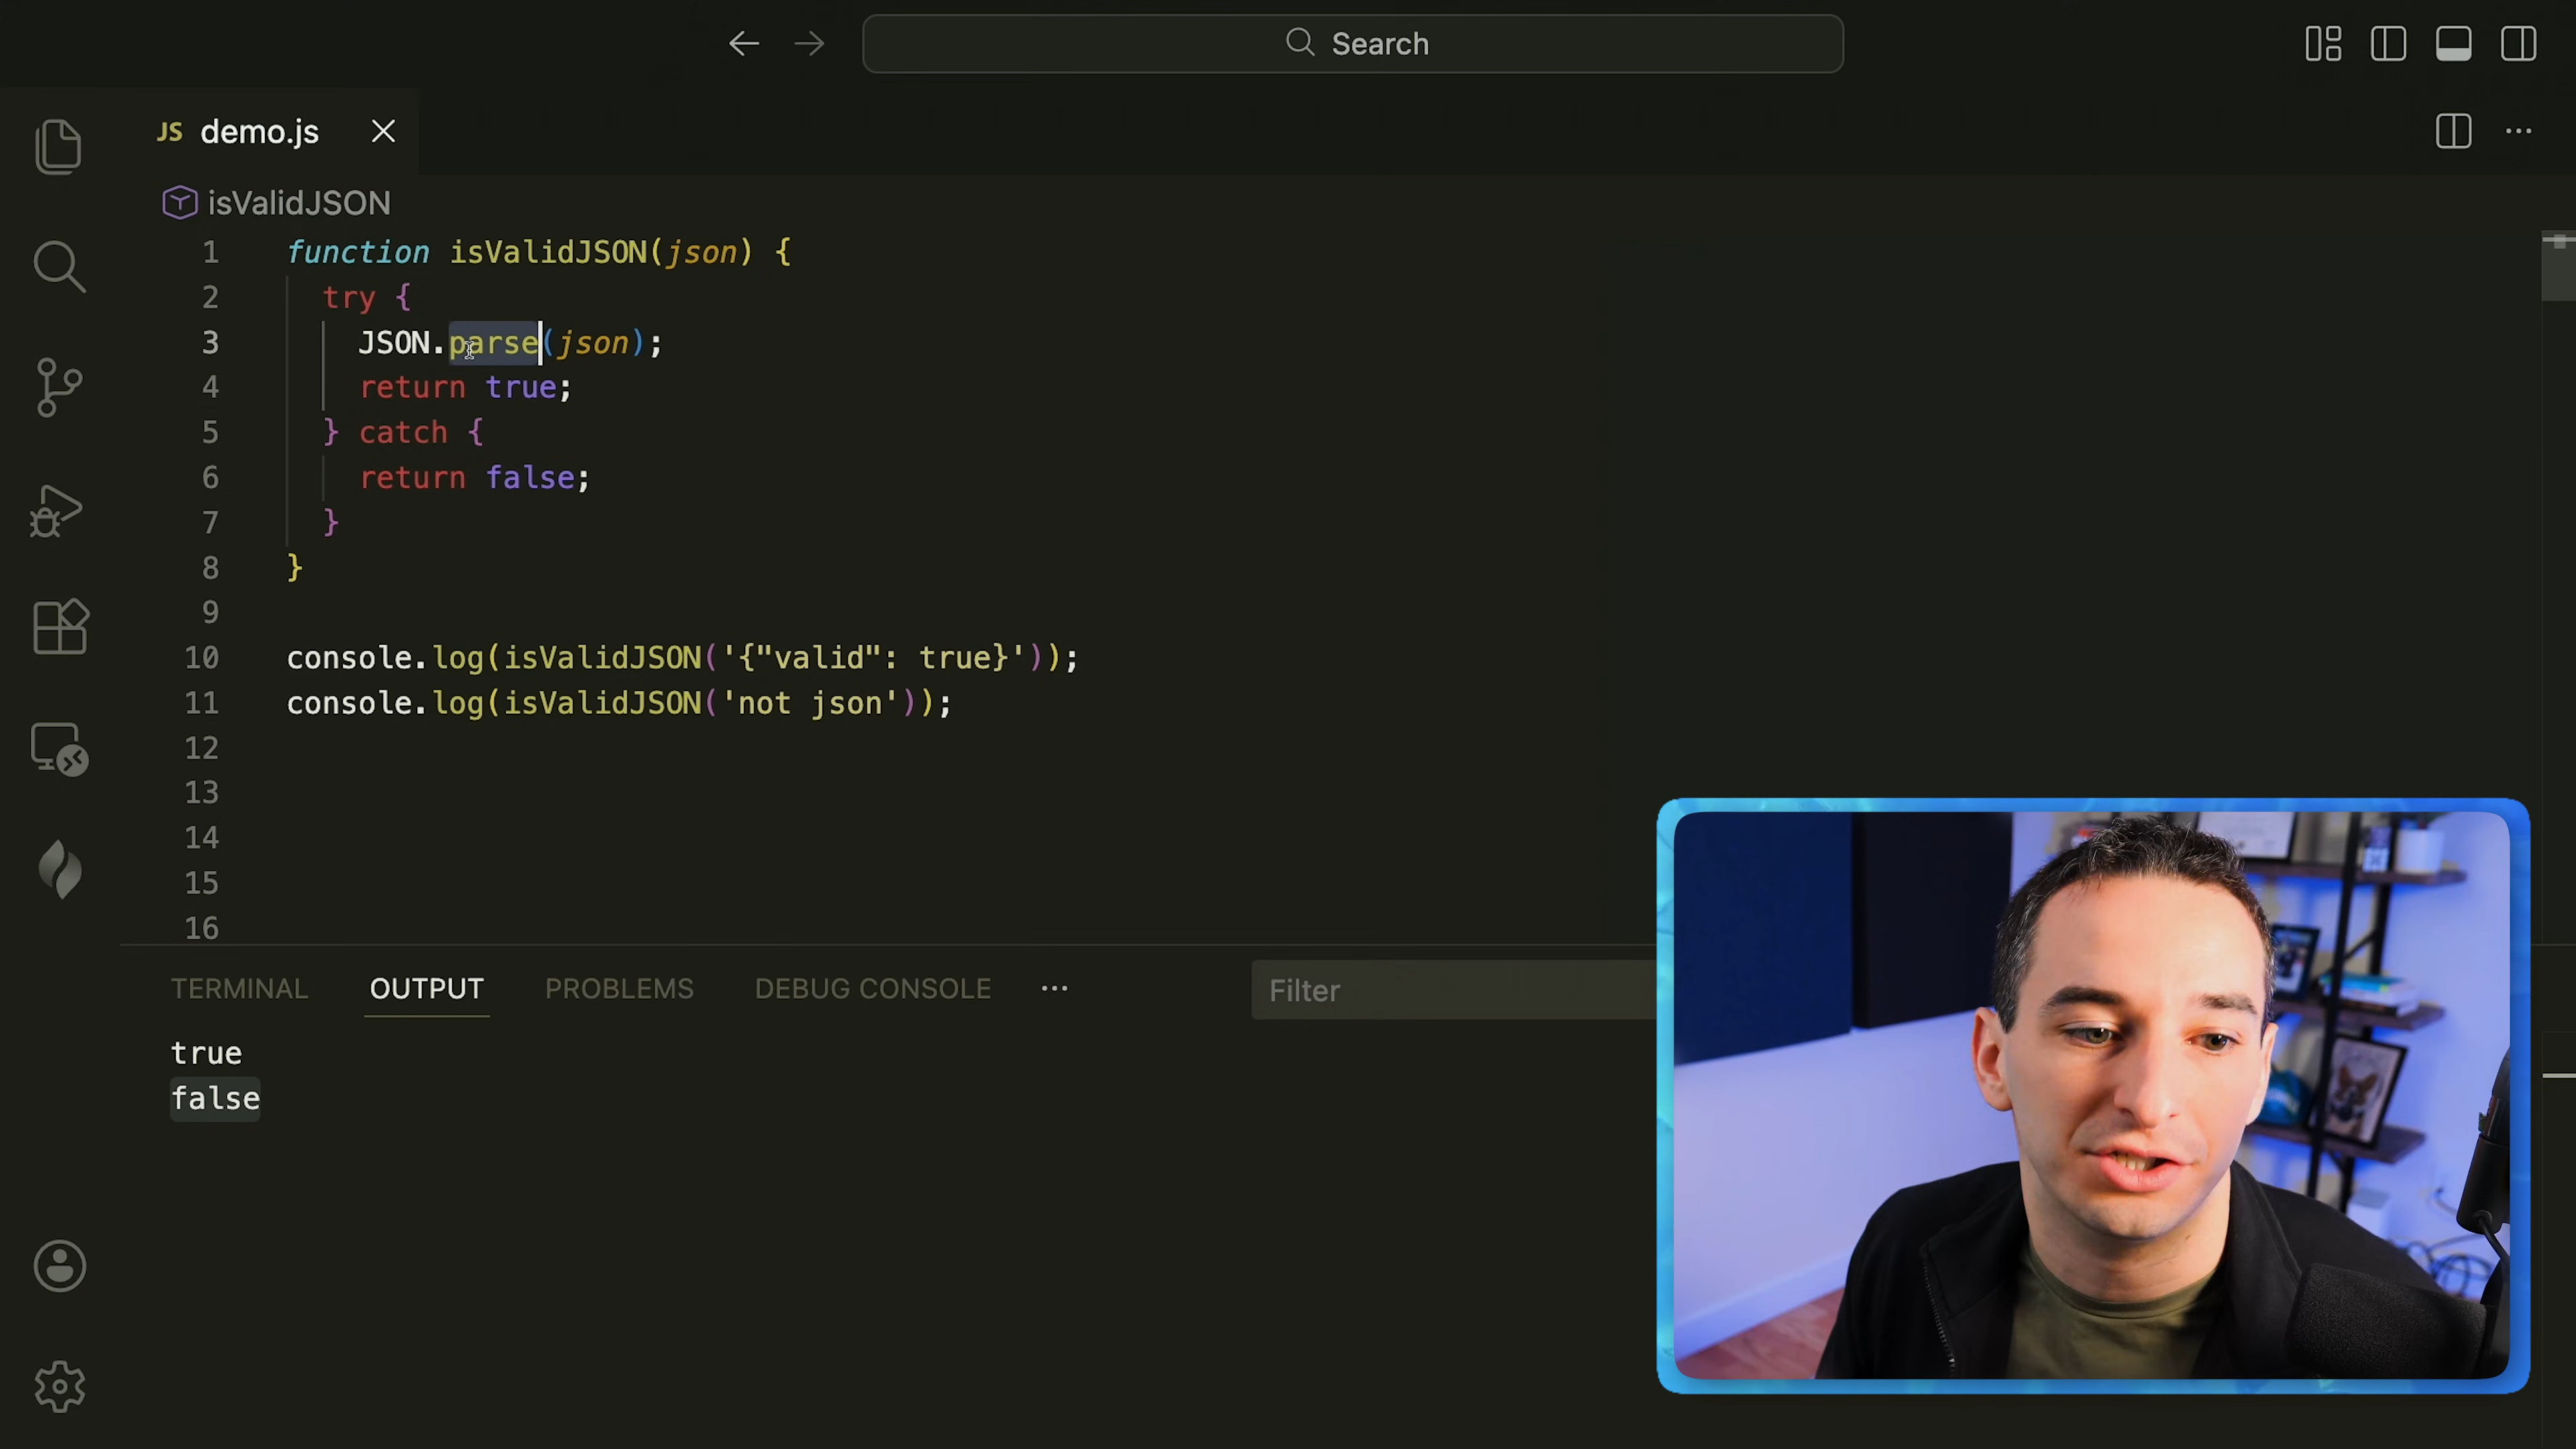 Search
JS demo.js
isValidJSON
1 function isValidJSON(json) {
2 try {
3 JSON.parse(json);
4 return true;
5 } catch {
6 return false;
7 }
8 }
9
10 console.log(isValidJSON('{"valid": true}'));
11 console.log(isValidJSON('not json'));
12
13
14
15
16
TERMINAL OUTPUT PROBLEMS DEBUG CONSOLE Filter
true
false